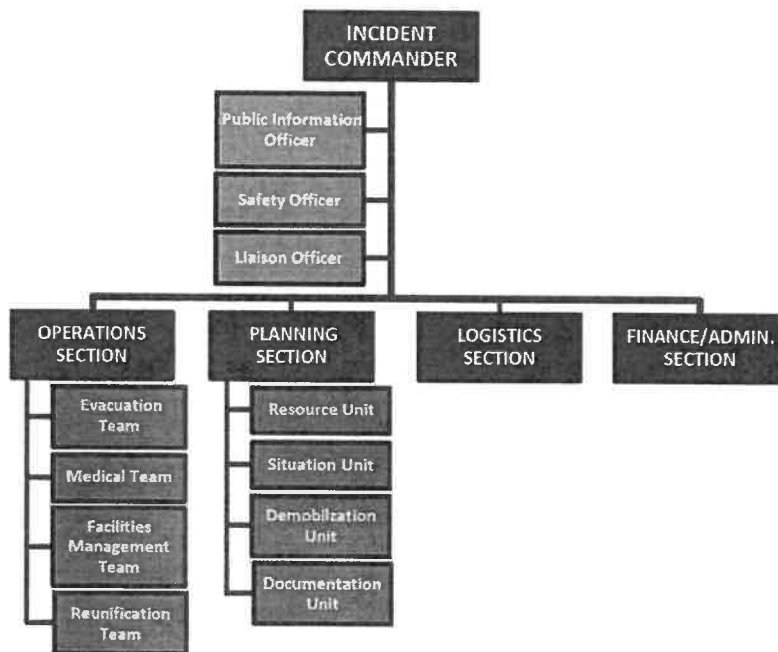 INCIDENT
COMMANDER
Public Information
Officer
Safety Officer
Liaison Officer
OPERATIONS
SECTION
PLANNING
SECTION
LOGISTICS
SECTION
FINANCE/ADMIN.
SECTION
Evacuation
Team
Medical Team
Facilities
Management
Team
Reunification
Team
Resource Unit
Situation Unit
Demobilzation
Unit
Documentation
Unit